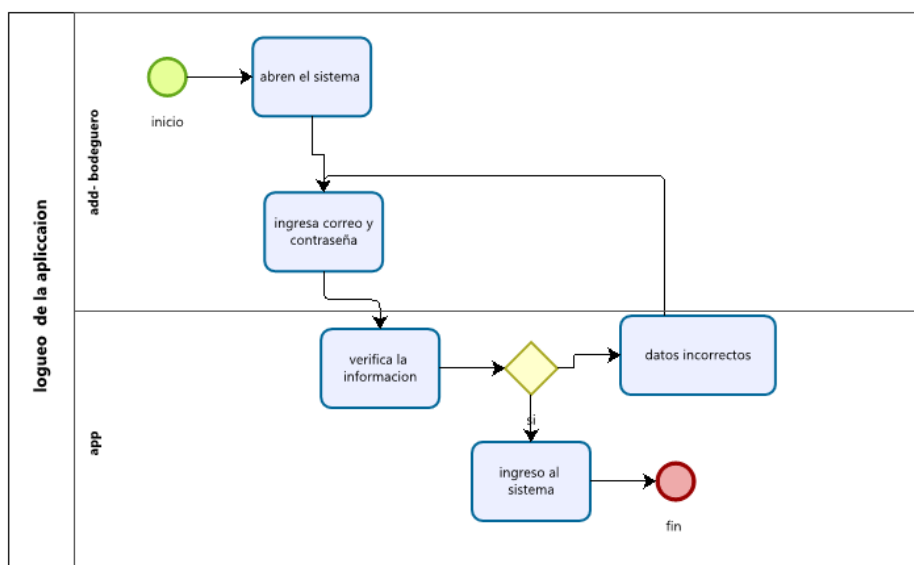 logueo de la apliccaion
add- bodeguero
abren el sistema
inicio
ingresa correo y
contraseña
app
verifica la
informacion
datos incorrectos
si
ingreso al
sistema
fin